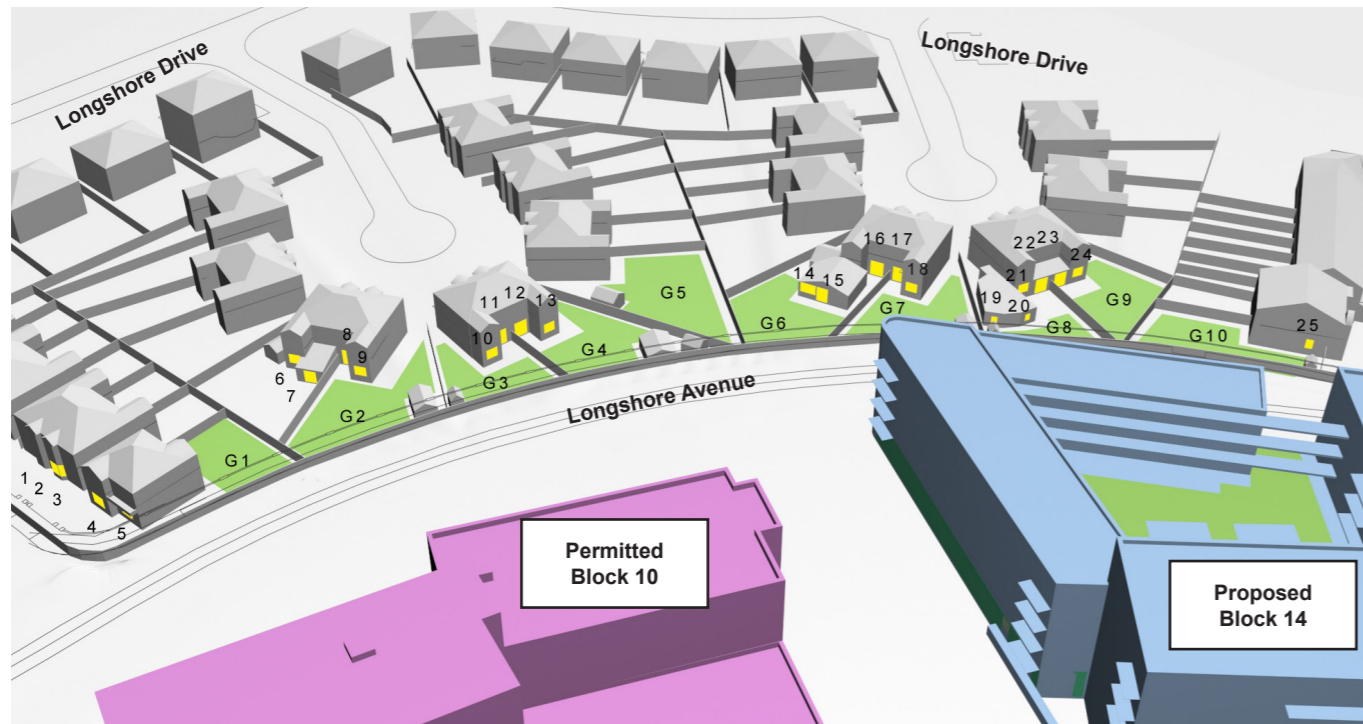 Longshore Drive
Longshore Drive
16 17
22 23
24
14 15
18
21
G5
G9
19 20
8
11 12 13
G6
G7
G8
G10
25
10
G4
9
6
G3
7
Longshore Avenue
G2
G1
1
2
3
4
5
Permitted
Block 10
Proposed
Block 14